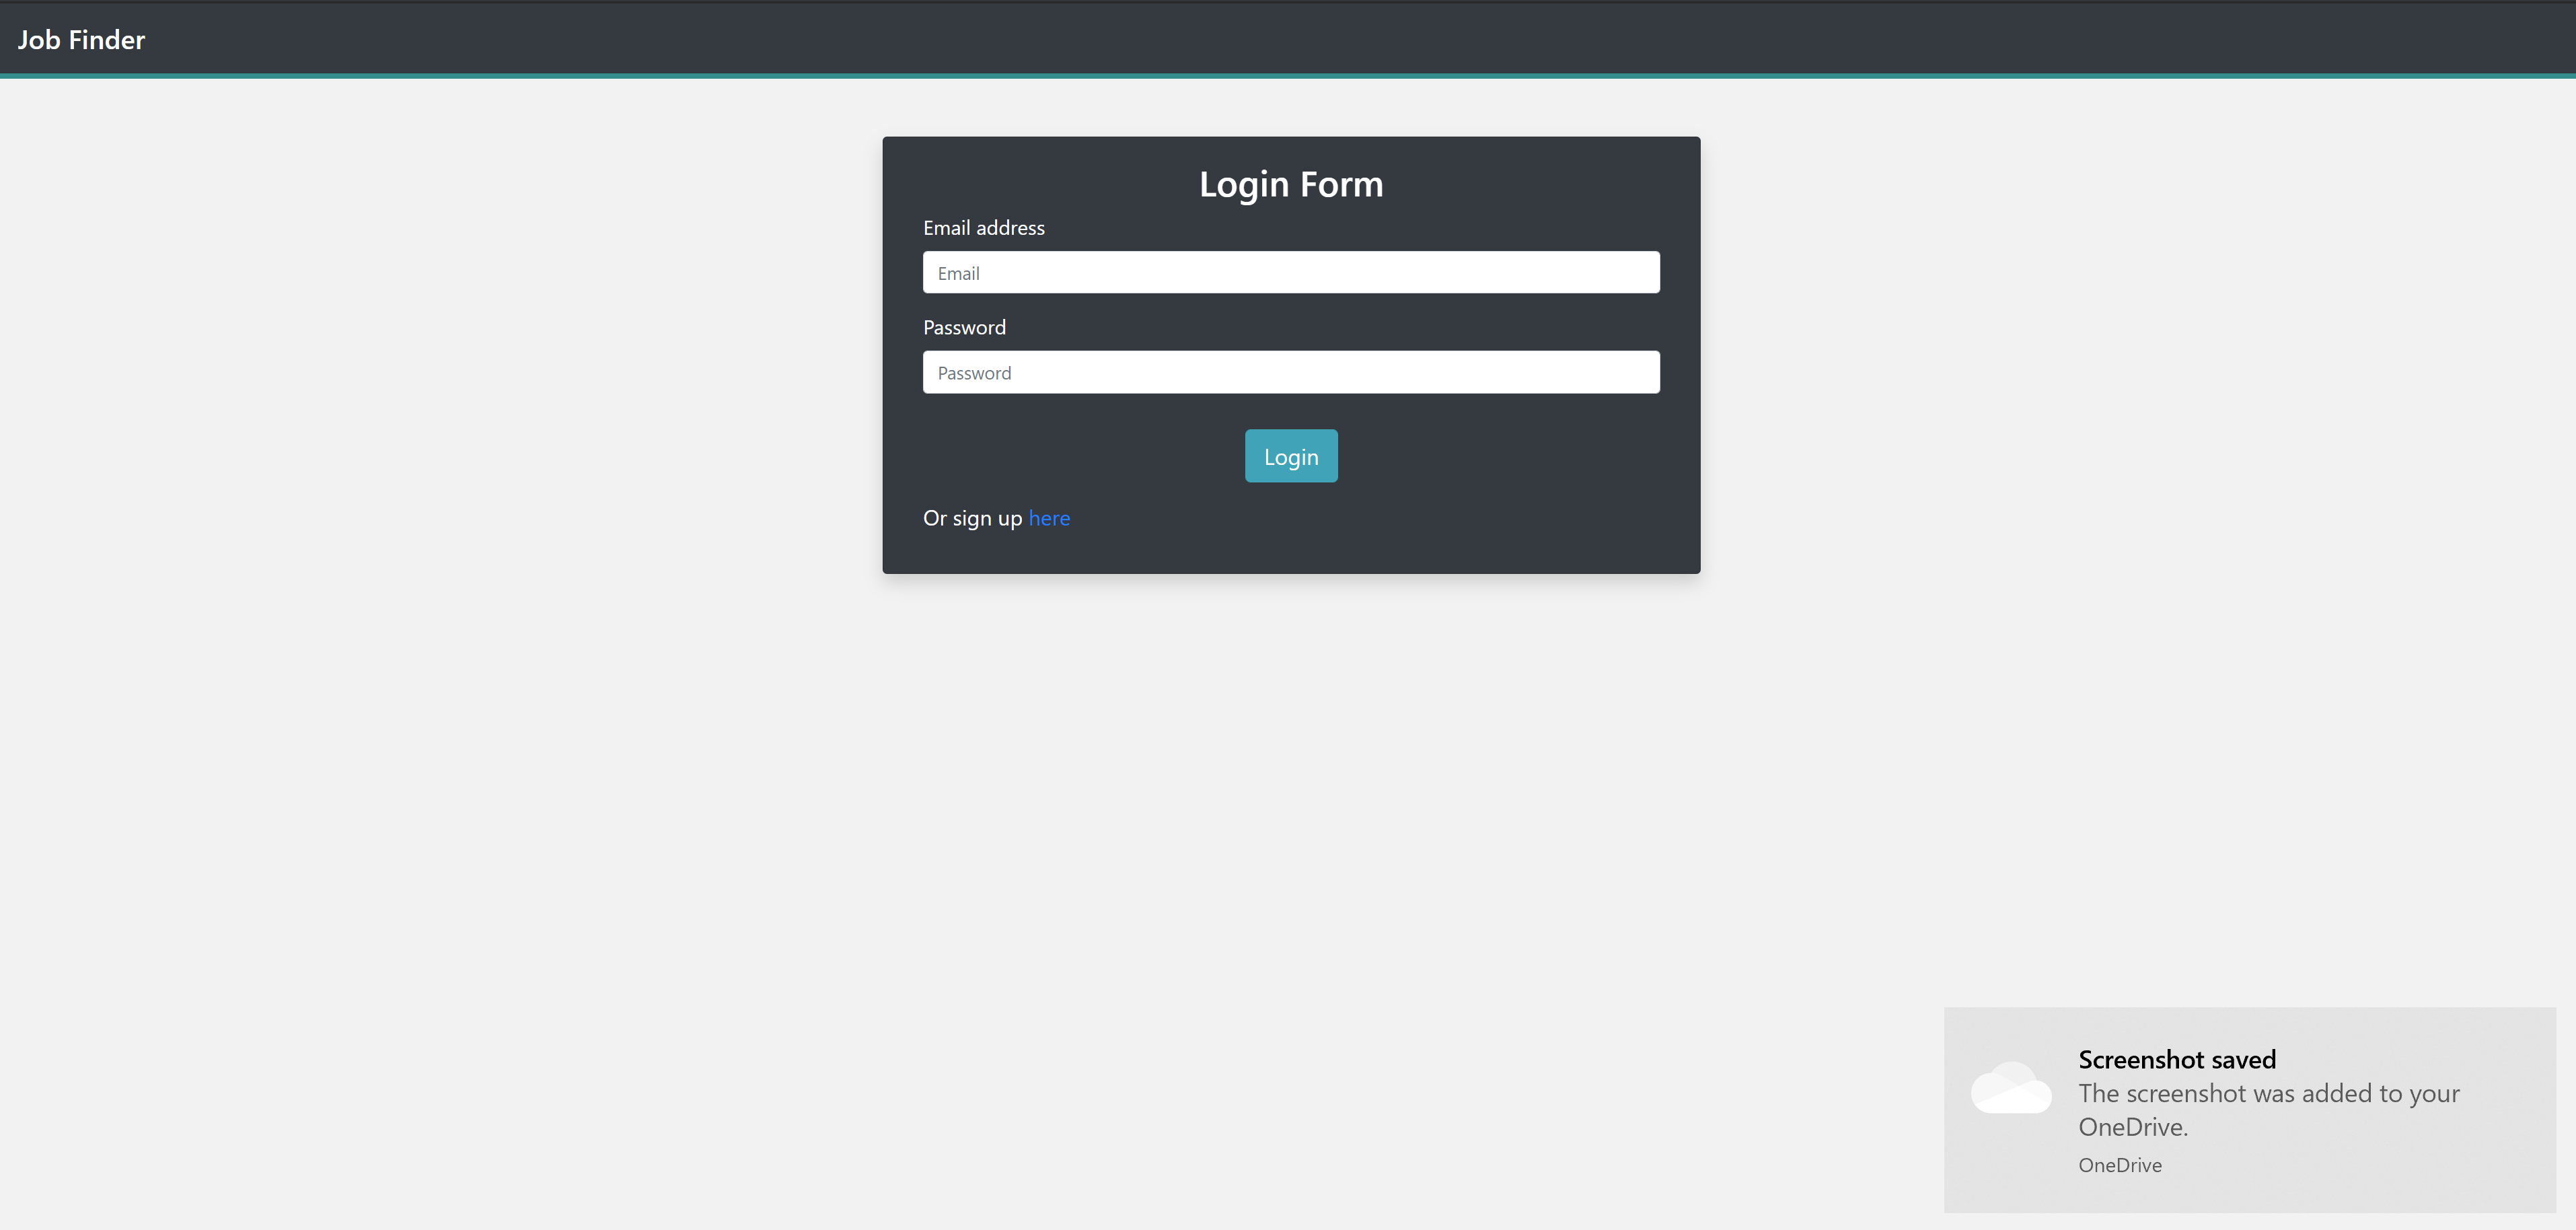 Job Finder
Login Form
Email address
Email
Password
Password
Login
Or sign up here
Screenshot saved
The screenshot was added to your
OneDrive.
OneDrive